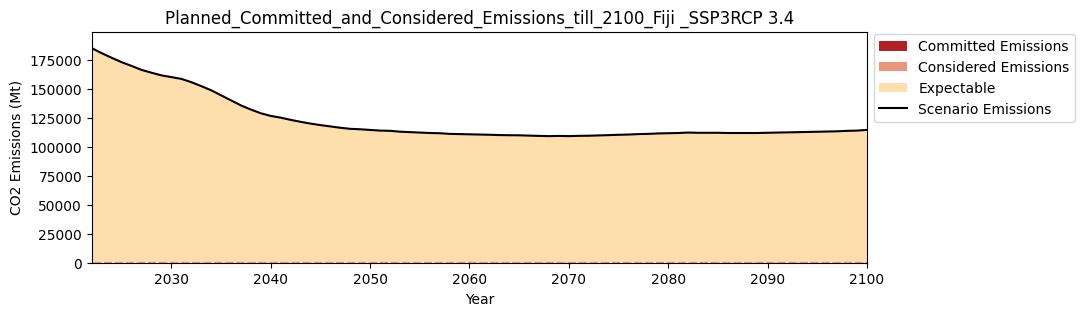 Planned_Committed_and_Considered_Emissions_till_2100_Fiji _SSP3RCP 3.4
Committed Emissions
Considered Emissions
Expectable
Scenario Emissions
CO2 Emissions (Mt)
175000
150000
125000
100000
75000
50000
25000
0
2030 2040 2050 2060 2070 2080 2090 2100
Year